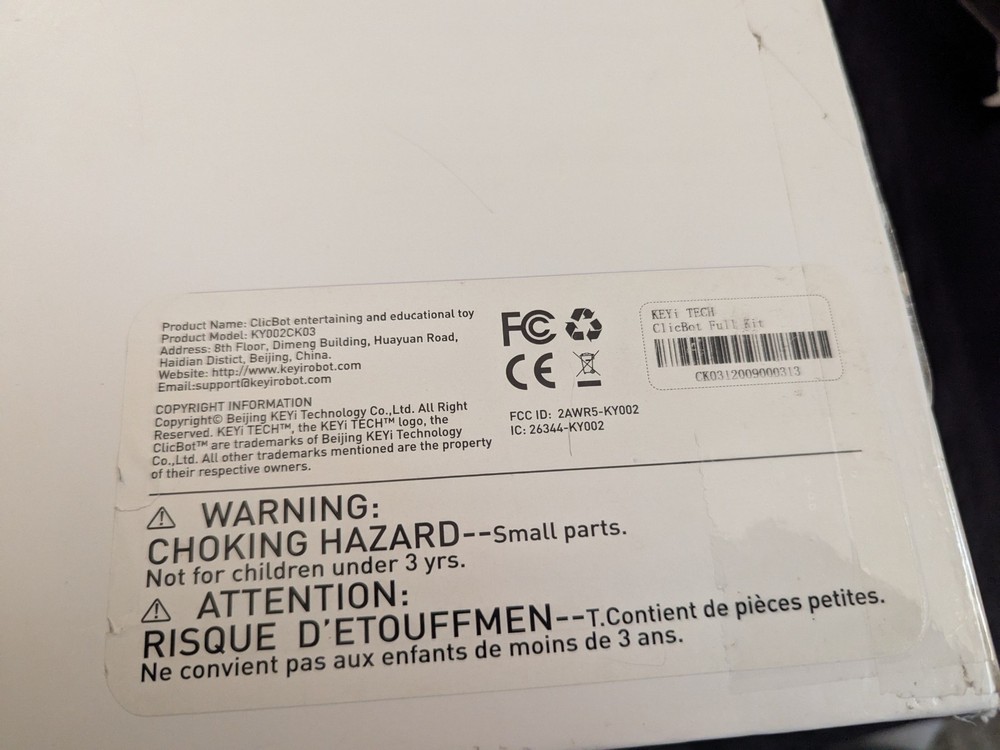 Product Name: ClicBot entertaining and educational toy
Product Model: KY002CK03
Address: 8th Floor, Dimeng Building, Huayuan Road,
Haidian Distict, Beijing, China.
Website: http://www.keyirobot.com
Email:support@keyirobot.com
COPYRIGHT INFORMATION
Copyright© Beijing KEYi Technology Co.,Ltd. All Right
Reserved. KEYi TECH™, the KEYi TECH™ logo, the
ClicBot™ are trademarks of Beijing KEYi Technology
Co.,Ltd. All other trademarks mentioned are the property
of their respective owners.
FC
CE
FCC ID: 2AWR5-KY002
IC: 26344-KY002
KEYi TECH
ClicBot Full Kit
CK0312009000313
⚠ WARNING:
CHOKING HAZARD--Small parts.
Not for children under 3 yrs.
⚠ ATTENTION:
RISQUE D'ETOUFFMEN--T.Contient de pièces petites.
Ne convient pas aux enfants de moins de 3 ans.